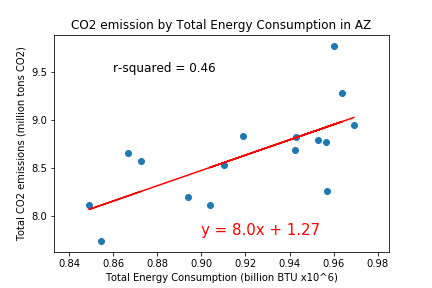 CO2 emission by Total Energy Consumption in AZ
r-squared = 0.46
y = 8.0x + 1.27
Total CO2 emissions (million tons CO2)
9.5
9.0
8.5
8.0
0.84 0.86 0.88 0.90 0.92 0.94 0.96 0.98
Total Energy Consumption (billion BTU x10^6)